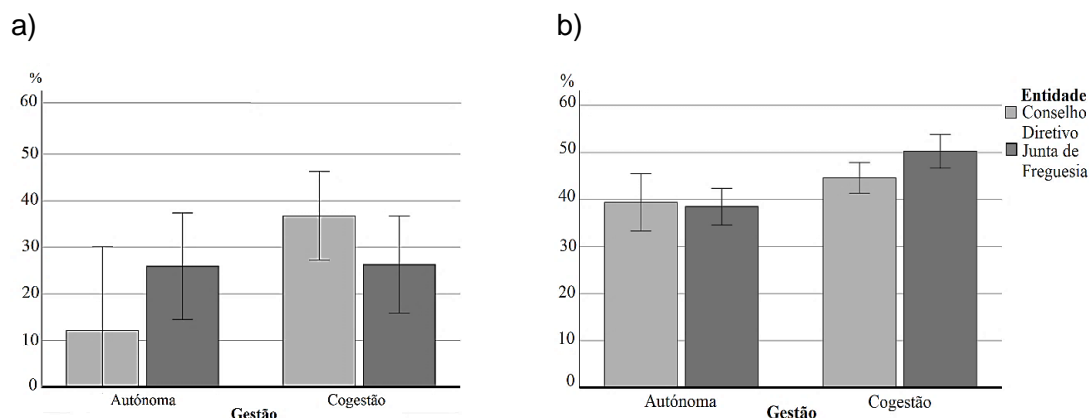 a)
%
60
50
40
30
20
10
0
Autónoma
Cogestão
Gestão
b)
%
60
50
40
30
20
10
0
Autónoma
Cogestão
Gestão
Entidade
Conselho
Diretivo
Junta de
Freguesia